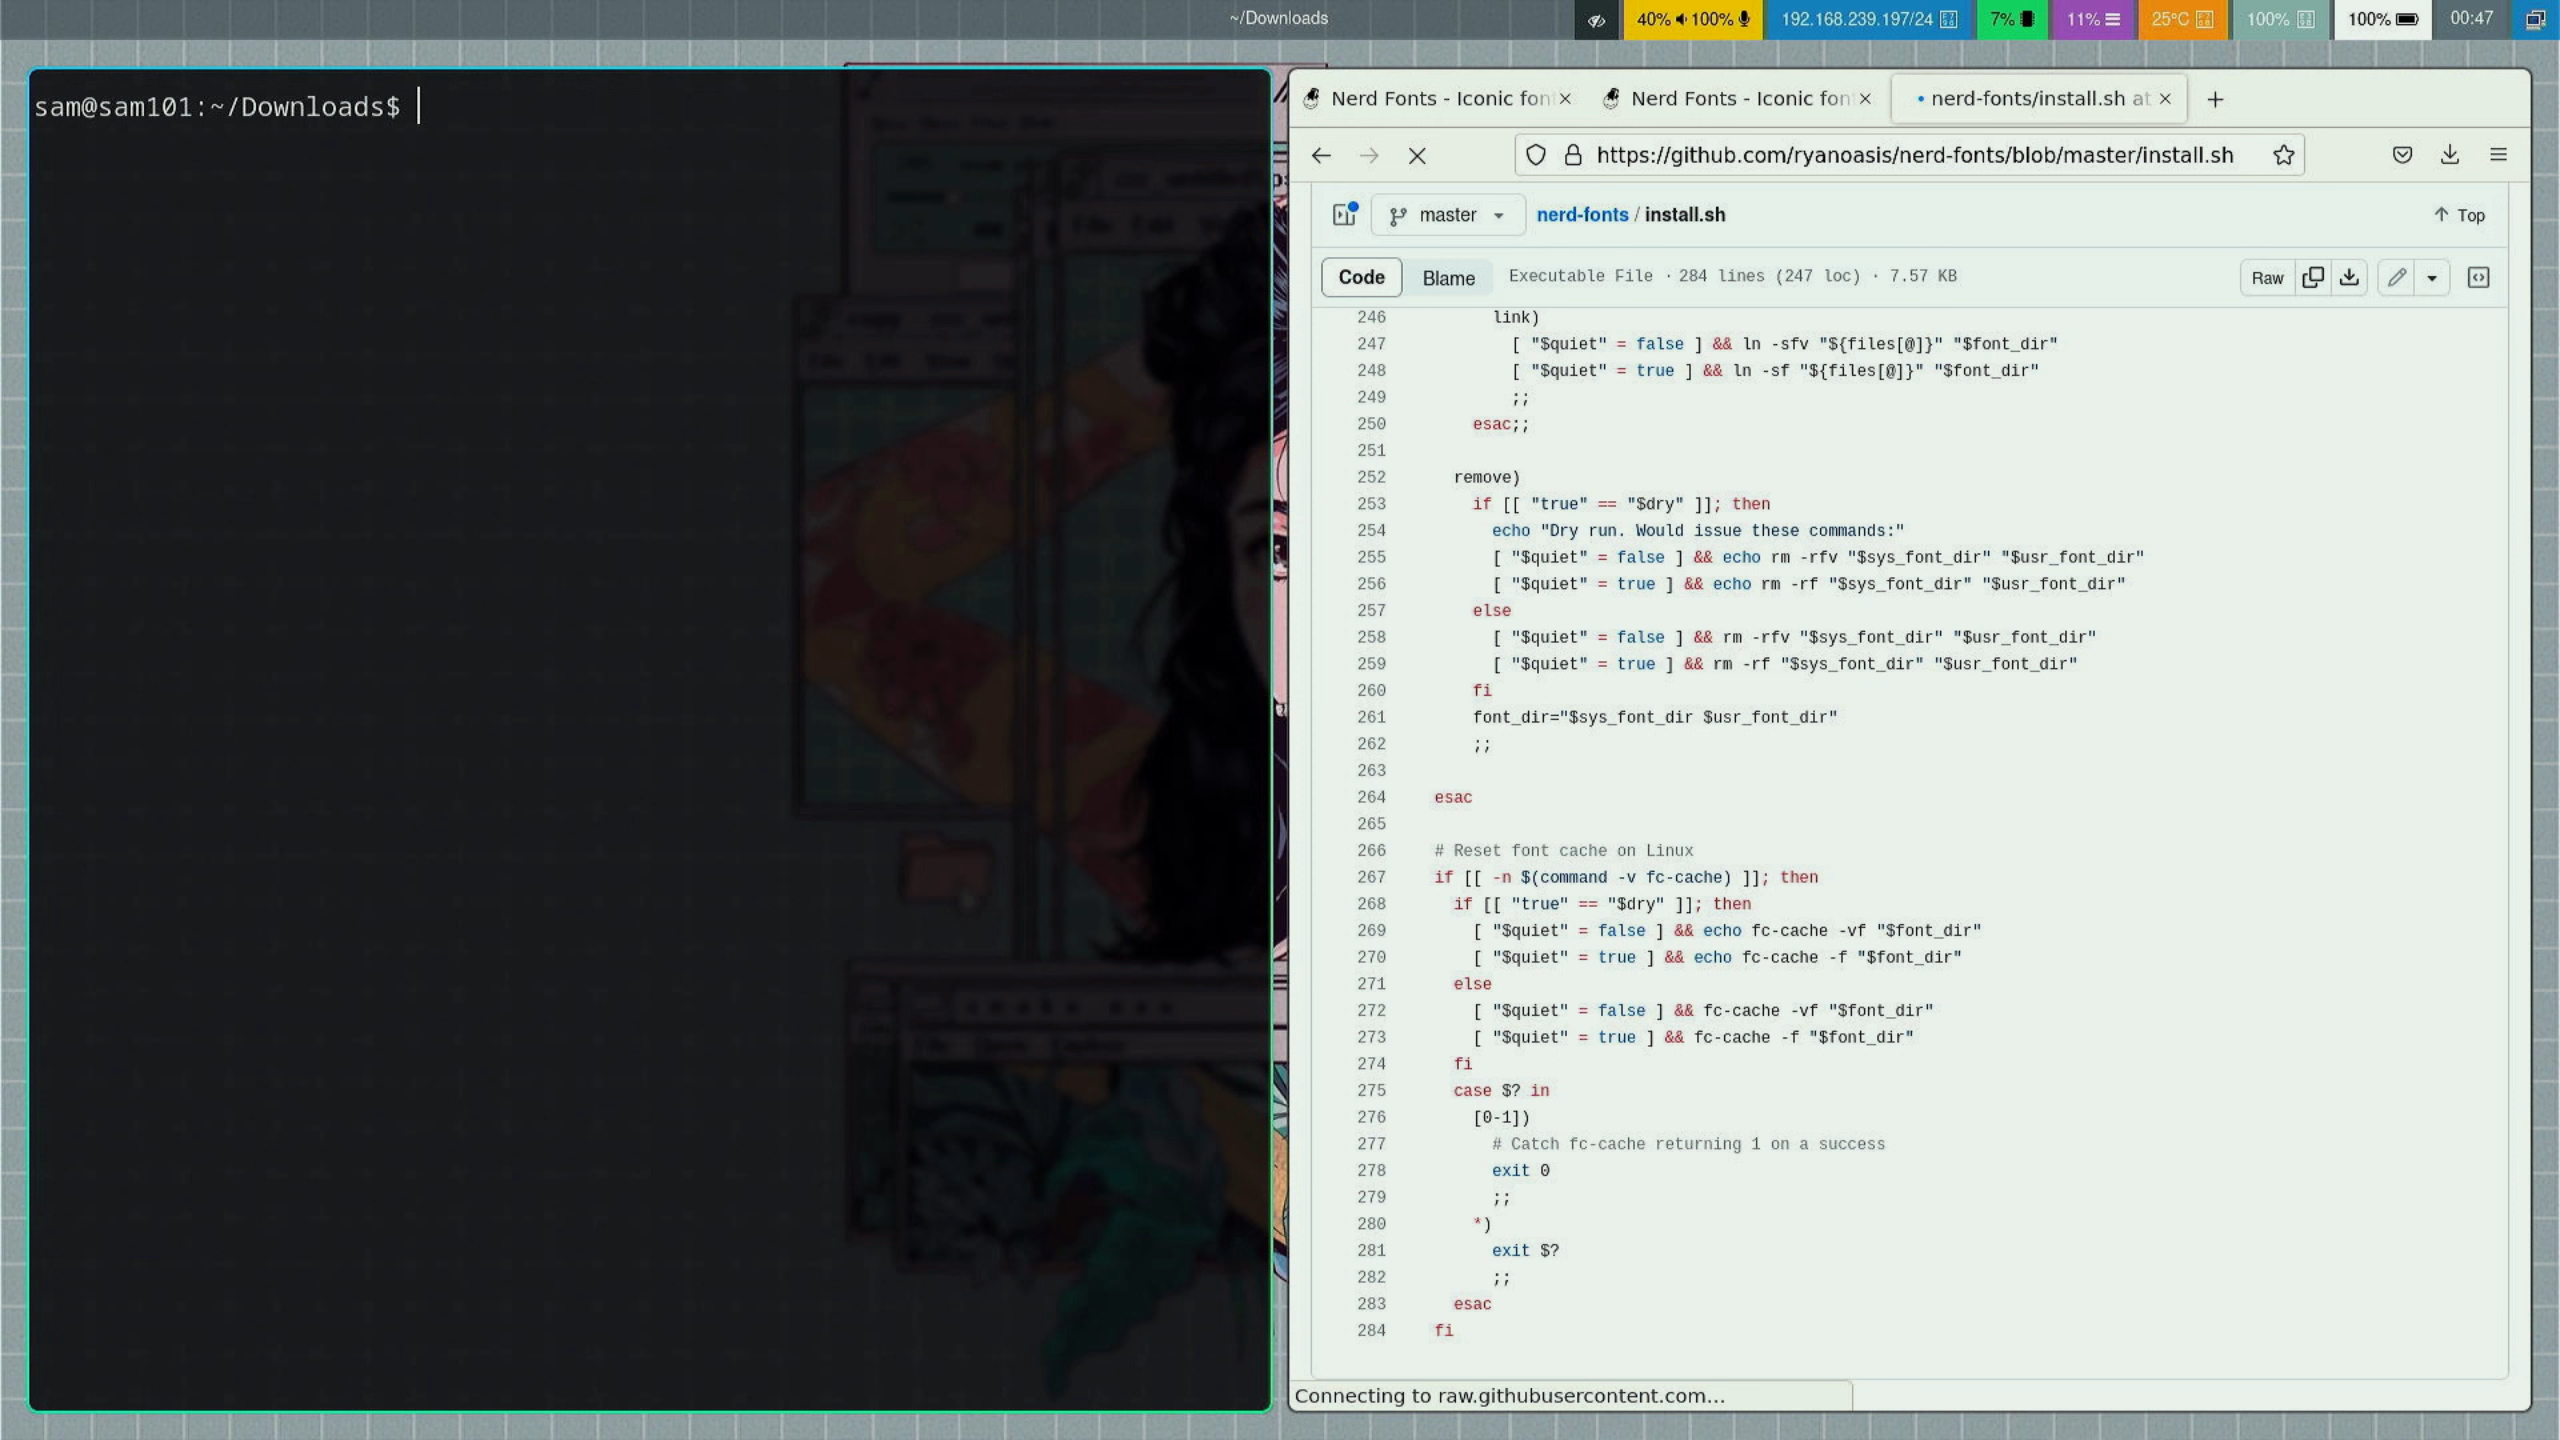 ~/Downloads
40% 100%
192.168.239.197/24
7%
11%
25°C
100%
100%
00:47
sam@sam101:~/Downloads$
Nerd Fonts - Iconic fon
Nerd Fonts - Iconic fon
nerd-fonts/install.sh at
https://github.com/ryanoasis/nerd-fonts/blob/master/install.sh
master
nerd-fonts / install.sh
Top
Code
Blame
Executable File · 284 lines (247 loc) · 7.57 KB
Raw
246 link)
247 [ "$quiet" = false ] && ln -sfv "${files[@]}" "$font_dir"
248 [ "$quiet" = true ] && ln -sf "${files[@]}" "$font_dir"
249 ;;
250 esac;;
251
252 remove)
253 if [[ "true" == "$dry" ]]; then
254 echo "Dry run. Would issue these commands:"
255 [ "$quiet" = false ] && echo rm -rfv "$sys_font_dir" "$usr_font_dir"
256 [ "$quiet" = true ] && echo rm -rf "$sys_font_dir" "$usr_font_dir"
257 else
258 [ "$quiet" = false ] && rm -rfv "$sys_font_dir" "$usr_font_dir"
259 [ "$quiet" = true ] && rm -rf "$sys_font_dir" "$usr_font_dir"
260 fi
261 font_dir="$sys_font_dir $usr_font_dir"
262 ;;
263
264 esac
265
266 # Reset font cache on Linux
267 if [[ -n $(command -v fc-cache) ]]; then
268 if [[ "true" == "$dry" ]]; then
269 [ "$quiet" = false ] && echo fc-cache -vf "$font_dir"
270 [ "$quiet" = true ] && echo fc-cache -f "$font_dir"
271 else
272 [ "$quiet" = false ] && fc-cache -vf "$font_dir"
273 [ "$quiet" = true ] && fc-cache -f "$font_dir"
274 fi
275 case $? in
276 [0-1])
277 # Catch fc-cache returning 1 on a success
278 exit 0
279 ;;
280 *)
281 exit $?
282 ;;
283 esac
284 fi
Connecting to raw.githubusercontent.com…